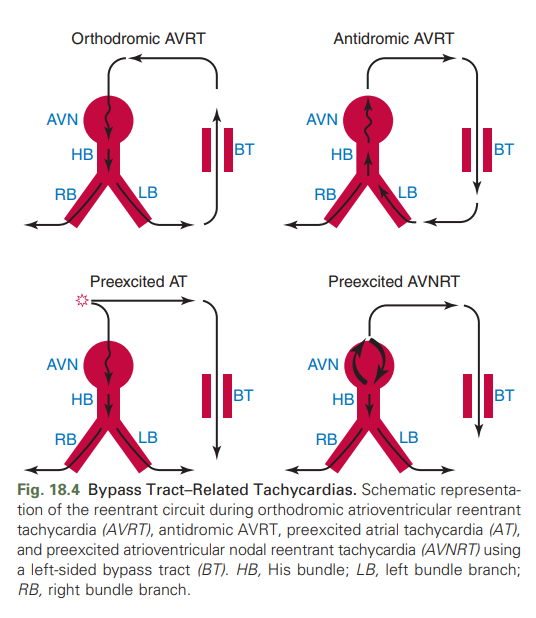 Orthodromic AVRT
Antidromic AVRT
AVN
HB
BT
RB
LB
AVN
HB
BT
RB
LB
Preexcited AT
Preexcited AVNRT
AVN
HB
BT
RB
LB
AVN
HB
BT
RB
LB
Fig. 18.4 Bypass Tract–Related Tachycardias. Schematic representa-
tion of the reentrant circuit during orthodromic atrioventricular reentrant
tachycardia (AVRT), antidromic AVRT, preexcited atrial tachycardia (AT),
and preexcited atrioventricular nodal reentrant tachycardia (AVNRT) using
a left-sided bypass tract (BT). HB, His bundle; LB, left bundle branch;
RB, right bundle branch.